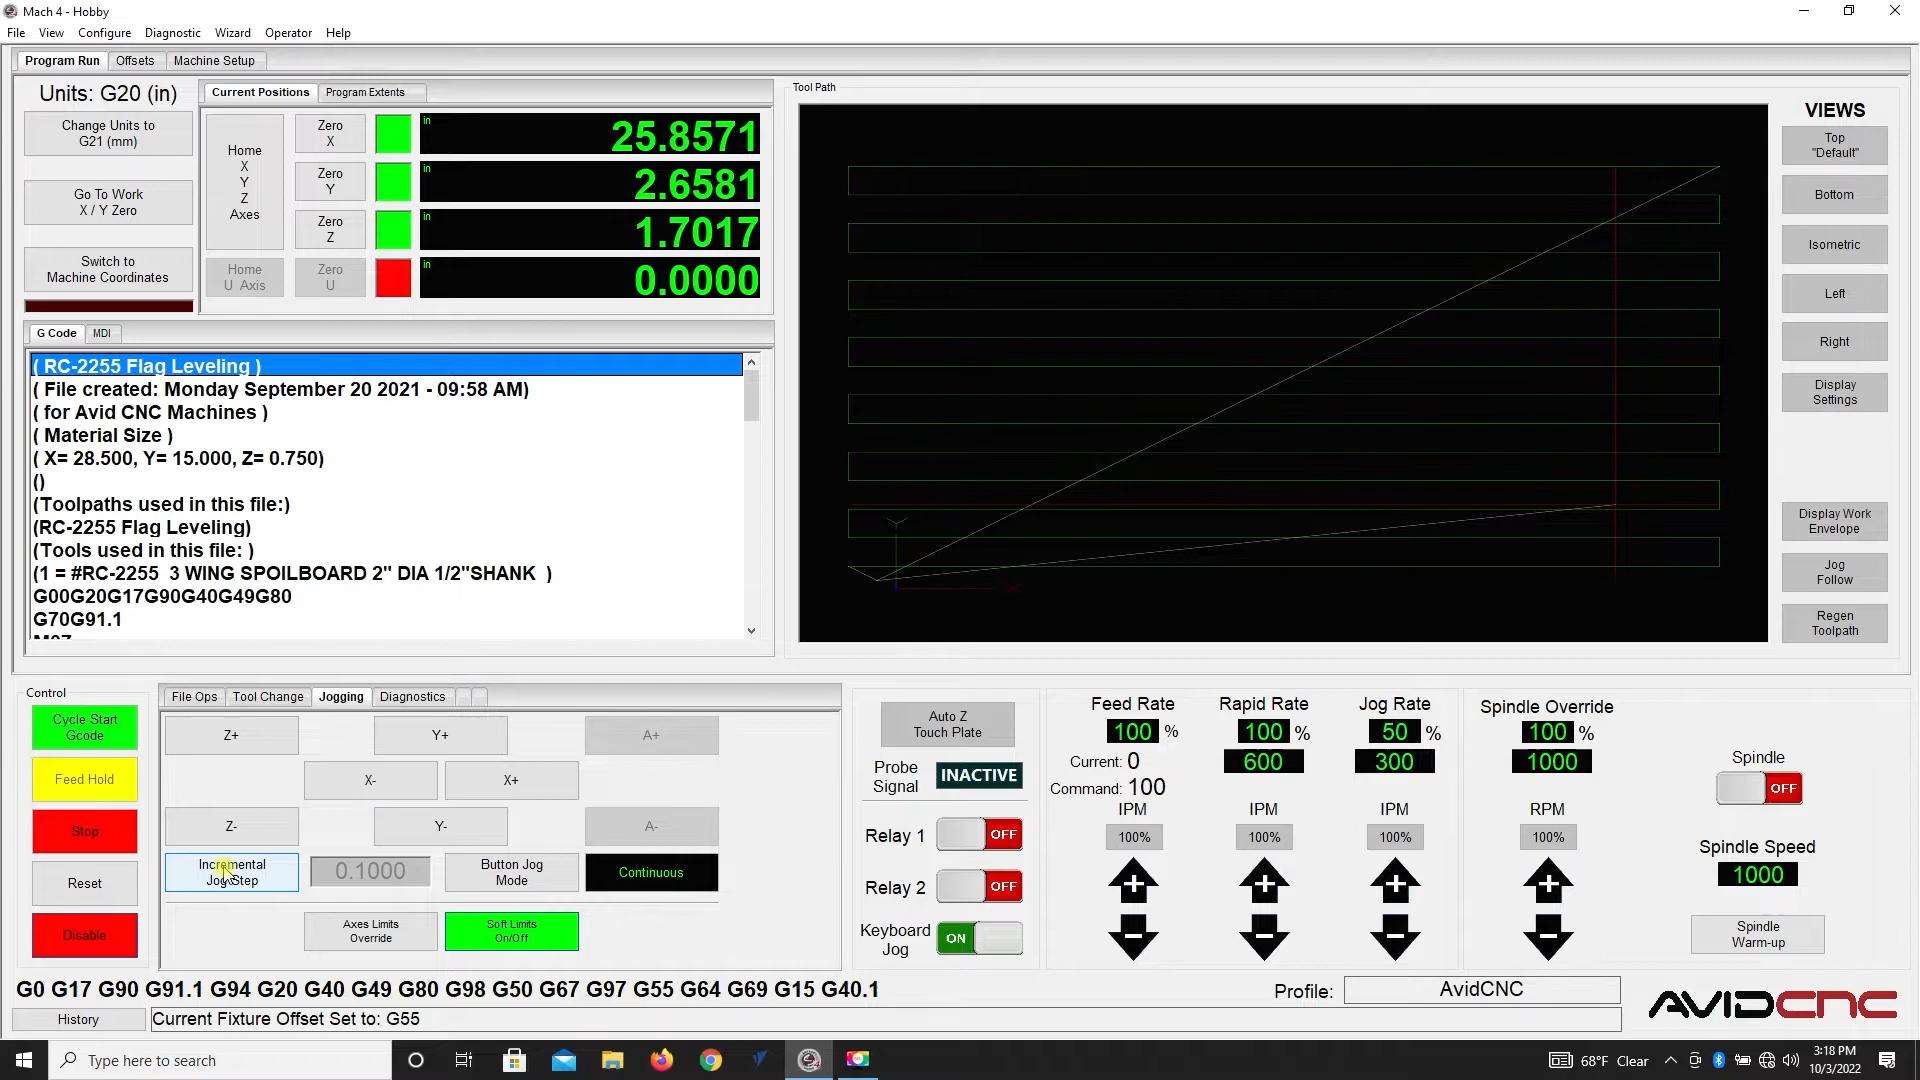 Mach 4 - Hobby
File View Configure Diagnostic Wizard Operator Help
Program Run Offsets Machine Setup
Units: G20 (in)
Change Units to
G21 (mm)
Go To Work
X / Y Zero
Switch to
Machine Coordinates
Current Positions Program Extents
Home
X
Y
Z
Axes
Home
U Axis
Zero
X
in
25.8571
Zero
Y
in
2.6581
Zero
Z
in
1.7017
Zero
U
in
0.0000
G Code MDI
( RC-2255 Flag Leveling )
( File created: Monday September 20 2021 - 09:58 AM)
( for Avid CNC Machines )
( Material Size )
( X= 28.500, Y= 15.000, Z= 0.750)
()
(Toolpaths used in this file:)
(RC-2255 Flag Leveling)
(Tools used in this file: )
(1 = #RC-2255 3 WING SPOILBOARD 2" DIA 1/2"SHANK )
G00G20G17G90G40G49G80
G70G91.1
Tool Path
VIEWS
Top
"Default"
Bottom
Isometric
Left
Right
Display
Settings
Display Work
Envelope
Jog
Follow
Regen
Toolpath
Control
Cycle Start
Gcode
Feed Hold
Stop
Reset
Disable
File Ops Tool Change Jogging Diagnostics
Z+ Y+ A+
X- X+
Z- Y- A-
Incremental
Jog Step
0.1000
Button Jog
Mode
Continuous
Axes Limits
Override
Soft Limits
On/Off
Auto Z
Touch Plate
Probe
Signal
INACTIVE
Relay 1 OFF
Relay 2 OFF
Keyboard
Jog
ON
Feed Rate
100 %
Current: 0
Command: 100
IPM
100%
+
-
Rapid Rate
100 %
600
IPM
100%
+
-
Jog Rate
50 %
300
IPM
100%
+
-
Spindle Override
100 %
1000
RPM
100%
+
-
Spindle
OFF
Spindle Speed
1000
Spindle
Warm-up
G0 G17 G90 G91.1 G94 G20 G40 G49 G80 G98 G50 G67 G97 G55 G64 G69 G15 G40.1
Profile: AvidCNC
AVIDCNC
History Current Fixture Offset Set to: G55
Type here to search
68°F Clear
3:18 PM
10/3/2022